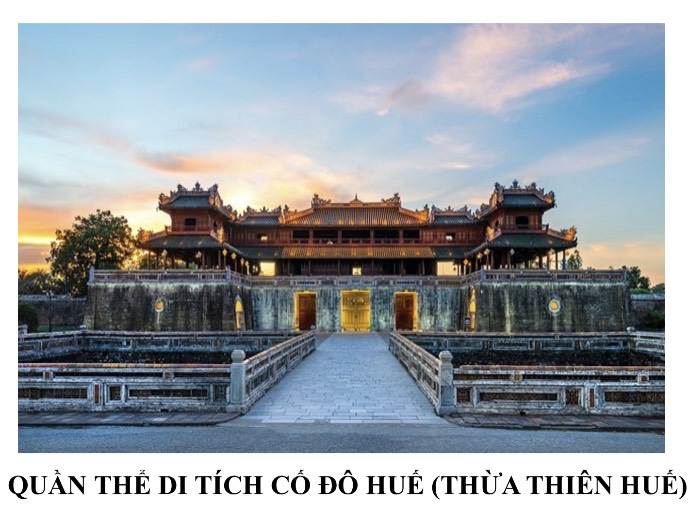 QUẦN THỂ DI TÍCH CỐ ĐÔ HUẾ (THỪA THIÊN HUẾ)